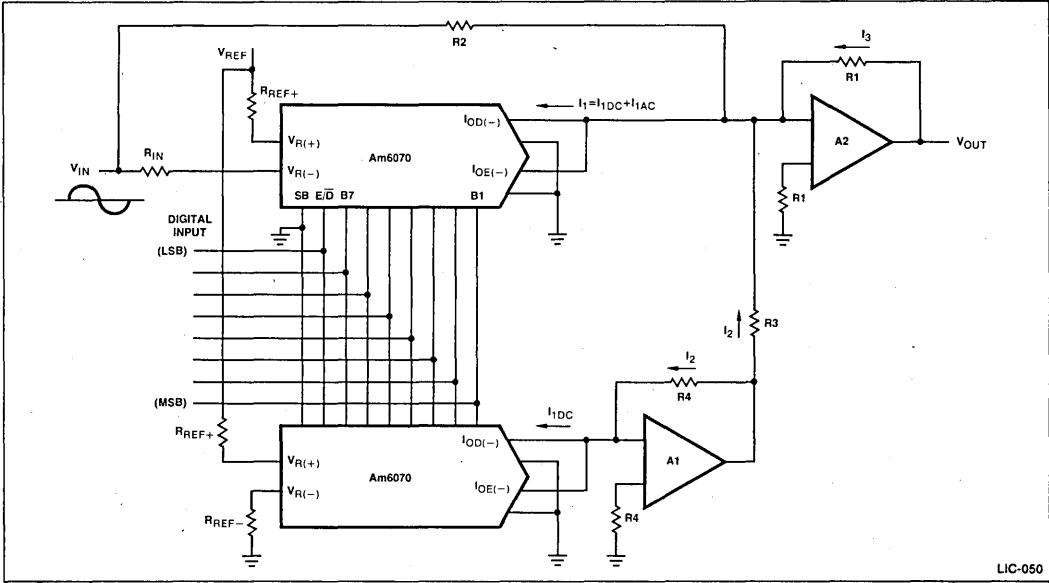 R2
I3
VREF
R1
RREF+
I1=I1DC+I1AC
IOD(-)
VR(+)
A2
VOUT
VIN
RIN
Am6070
VR(-)
IOE(-)
SB E/D̅ B7 B1
R1
DIGITAL
INPUT
(LSB)
I2
R3
I2
R4
(MSB)
I1DC
RREF+
IOD(-)
VR(+)
Am6070
A1
VR(-)
IOE(-)
RREF-
R4
LIC-050